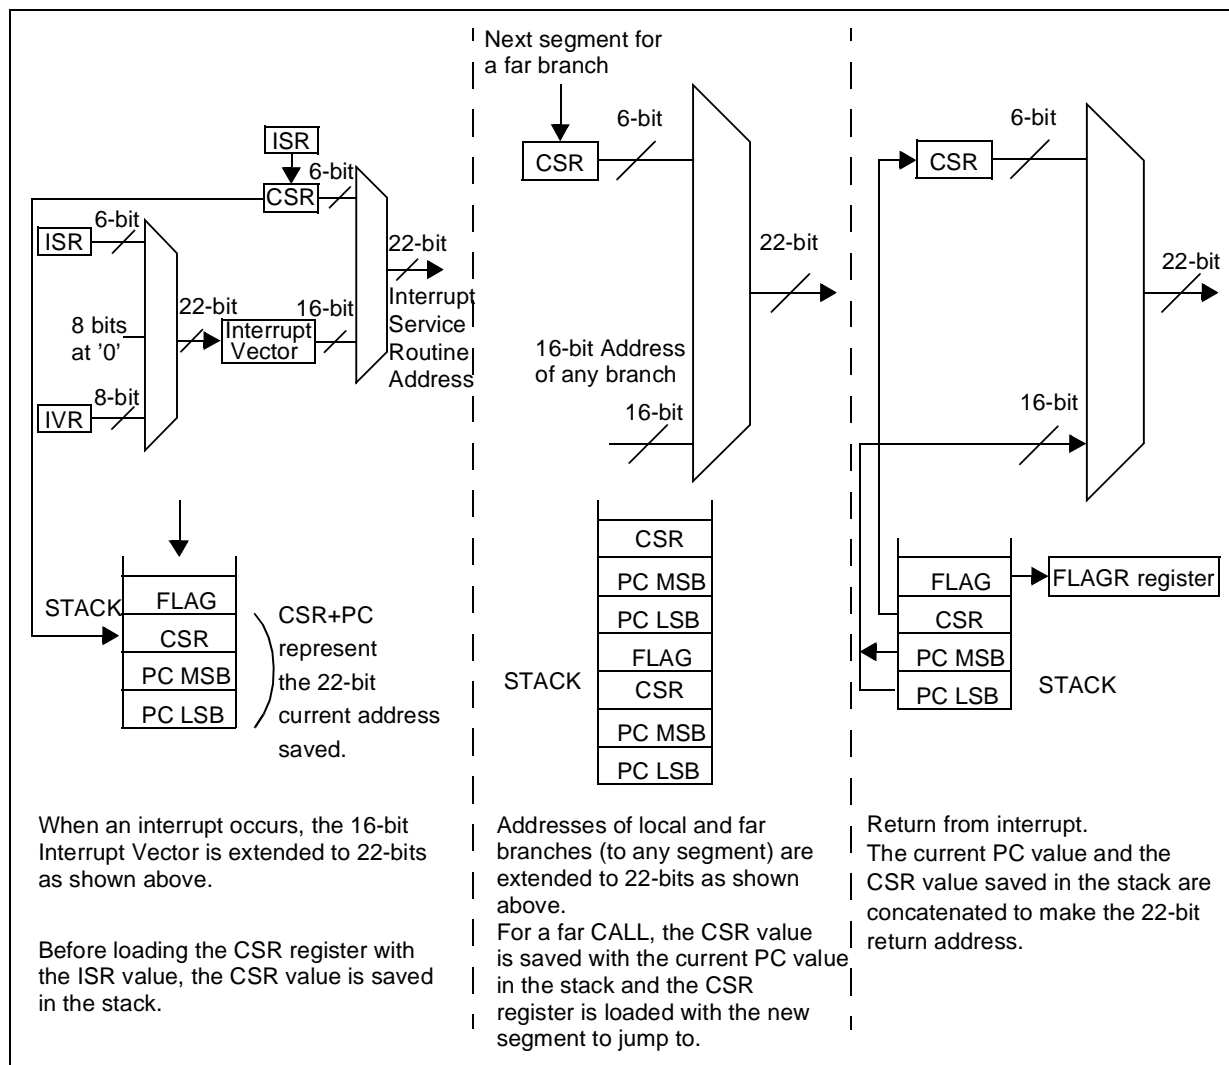 ISR
CSR
6-bit
ISR
6-bit
22-bit
8 bits
at '0'
22-bit
Interrupt
Vector
16-bit
Interrupt
Service
Routine
Address
IVR
8-bit
STACK
FLAG
CSR
PC MSB
PC LSB
CSR+PC
represent
the 22-bit
current address
saved.
When an interrupt occurs, the 16-bit
Interrupt Vector is extended to 22-bits
as shown above.
Before loading the CSR register with
the ISR value, the CSR value is saved
in the stack.
Next segment for
a far branch
CSR
6-bit
22-bit
16-bit Address
of any branch
16-bit
STACK
CSR
PC MSB
PC LSB
FLAG
CSR
PC MSB
PC LSB
Addresses of local and far
branches (to any segment) are
extended to 22-bits as shown
above.
For a far CALL, the CSR value
is saved with the current PC value
in the stack and the CSR
register is loaded with the new
segment to jump to.
CSR
6-bit
22-bit
16-bit
FLAG
FLAGR register
CSR
PC MSB
PC LSB
STACK
Return from interrupt.
The current PC value and the
CSR value saved in the stack are
concatenated to make the 22-bit
return address.